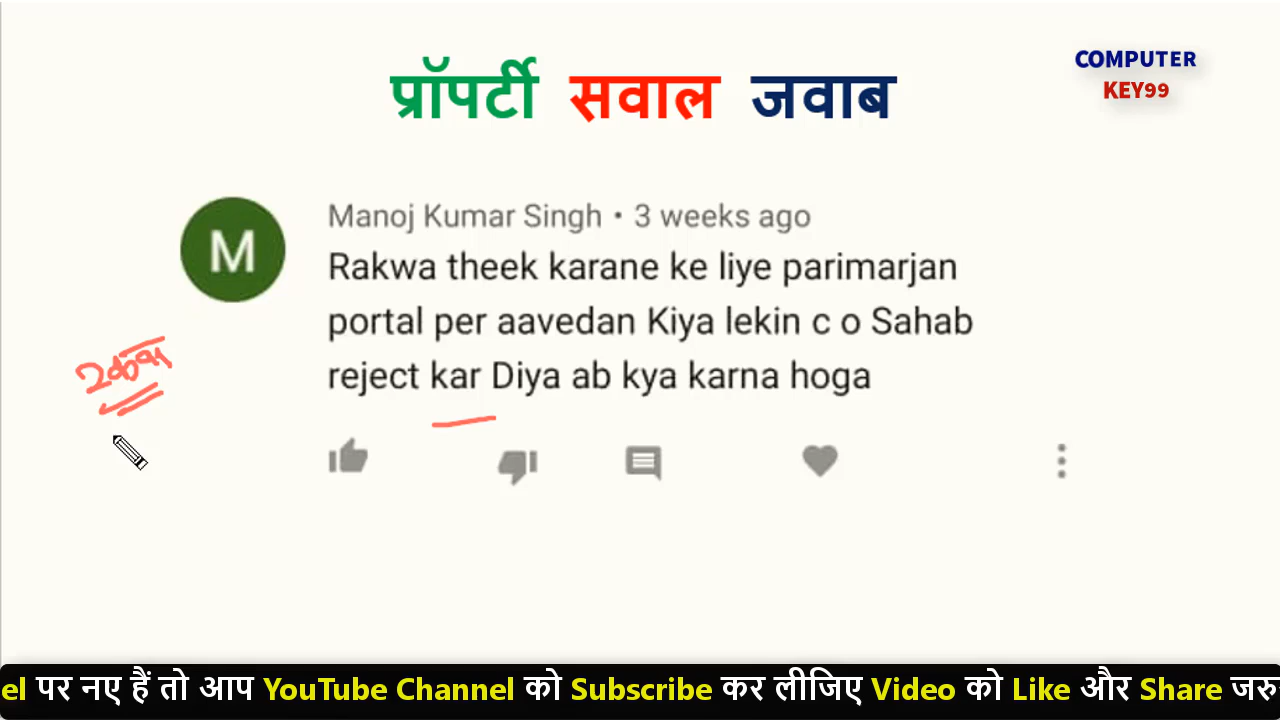 प्रॉपर्टी सवाल जवाब
COMPUTER
KEY99
Manoj Kumar Singh • 3 weeks ago
M
Rakwa theek karane ke liye parimarjan
portal per aavedan Kiya lekin c o Sahab
reject kar Diya ab kya karna hoga
रकवा
el पर नए हैं तो आप YouTube Channel को Subscribe कर लीजिए Video को Like और Share जरु